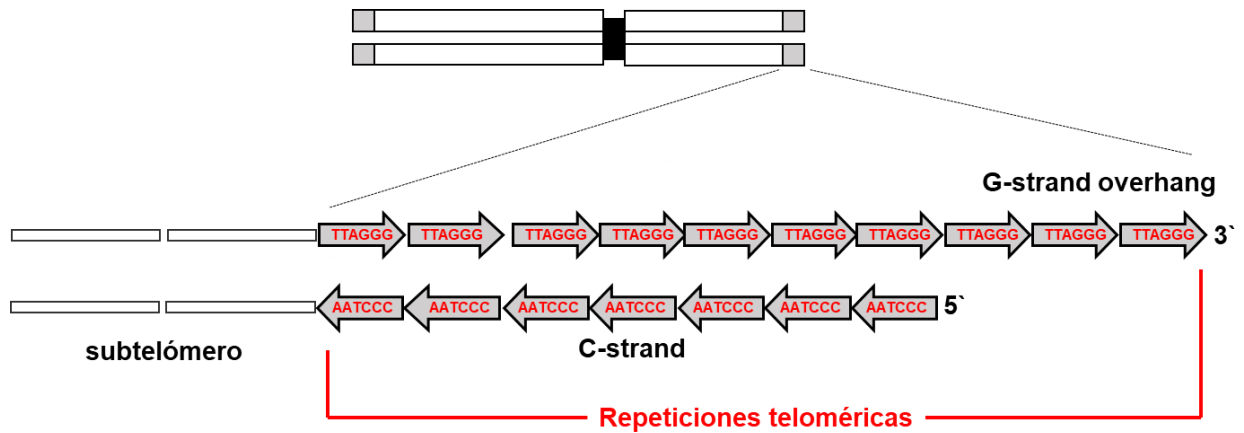 G-strand overhang
TTAGGG TTAGGG TTAGGG TTAGGG TTAGGG TTAGGG TTAGGG TTAGGG TTAGGG TTAGGG 3`
AATCCC AATCCC AATCCC AATCCC AATCCC AATCCC AATCCC 5`
subtelómero C-strand
Repeticiones teloméricas